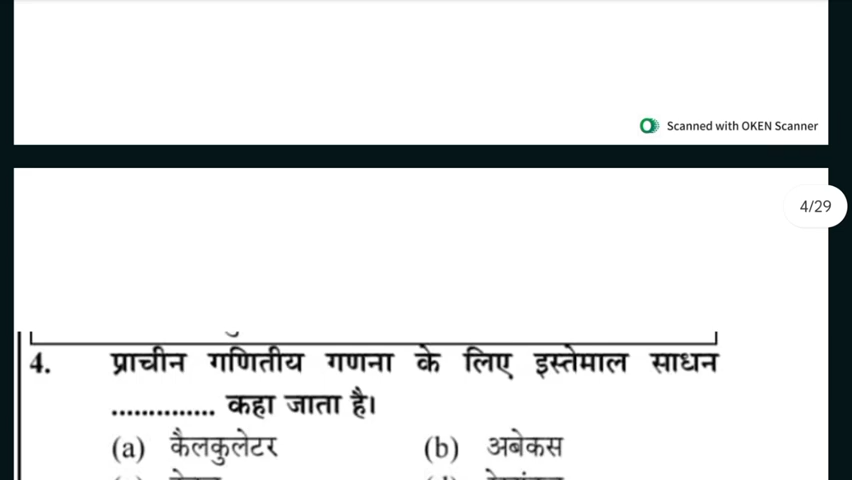 Scanned with OKEN Scanner
4/29
4. प्राचीन गणितीय गणना के लिए इस्तेमाल साधन
.............. कहा जाता है।
(a) कैलकुलेटर (b) अबेकस